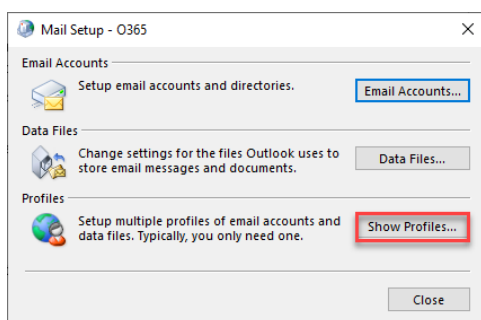 Mail Setup - O365
Email Accounts
Setup email accounts and directories.
Email Accounts...
Data Files
Change settings for the files Outlook uses to
store email messages and documents.
Data Files...
Profiles
Setup multiple profiles of email accounts and
data files. Typically, you only need one.
Show Profiles...
Close